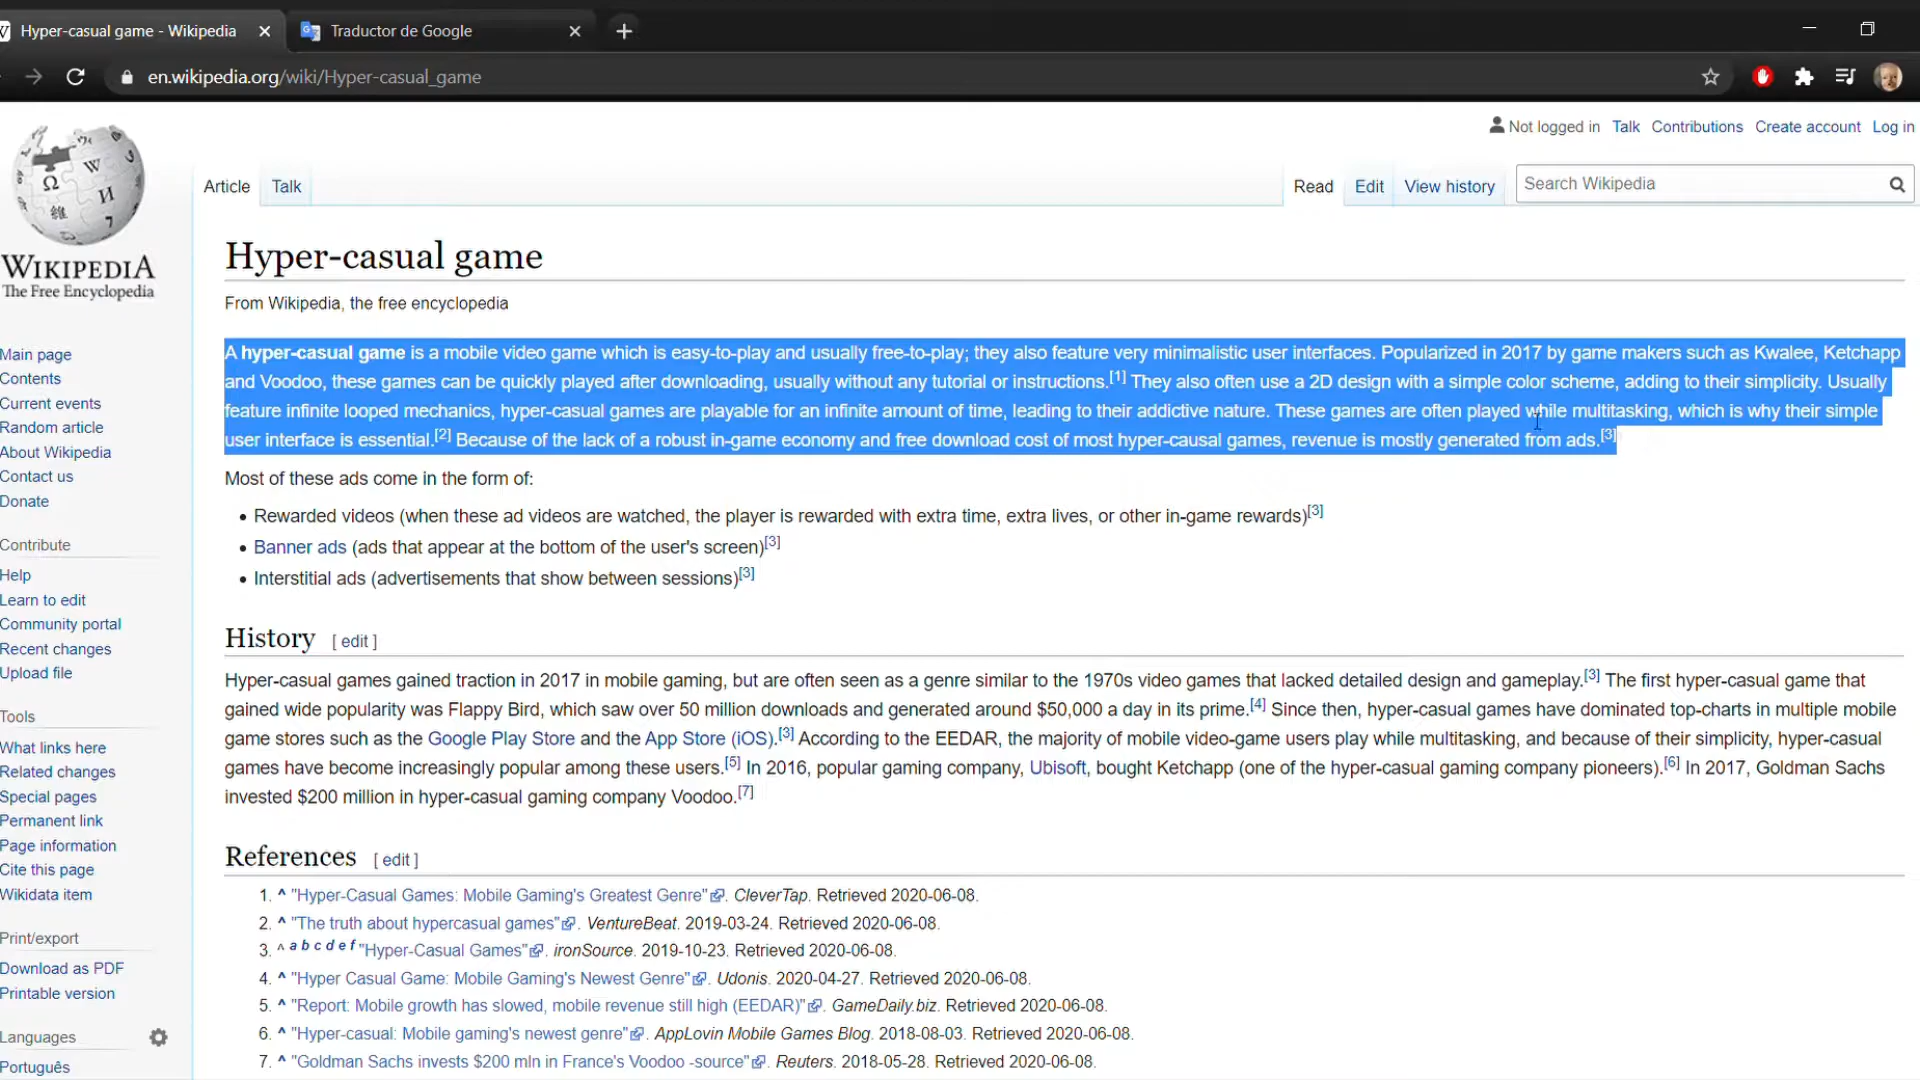 Hyper-casual game - Wikipedia
Traductor de Google
en.wikipedia.org/wiki/Hyper-casual_game
Not logged in Talk Contributions Create account Log in
Article Talk Read Edit View history Search Wikipedia
WIKIPEDIA
The Free Encyclopedia
Main page
Contents
Current events
Random article
About Wikipedia
Contact us
Donate
Contribute
Help
Learn to edit
Community portal
Recent changes
Upload file
Tools
What links here
Related changes
Special pages
Permanent link
Page information
Cite this page
Wikidata item
Print/export
Download as PDF
Printable version
Languages
Português
Hyper-casual game
From Wikipedia, the free encyclopedia
A hyper-casual game is a mobile video game which is easy-to-play and usually free-to-play; they also feature very minimalistic user interfaces. Popularized in 2017 by game makers such as Kwalee, Ketchapp
and Voodoo, these games can be quickly played after downloading, usually without any tutorial or instructions.[1] They also often use a 2D design with a simple color scheme, adding to their simplicity. Usually
feature infinite looped mechanics, hyper-casual games are playable for an infinite amount of time, leading to their addictive nature. These games are often played while multitasking, which is why their simple
user interface is essential.[2] Because of the lack of a robust in-game economy and free download cost of most hyper-causal games, revenue is mostly generated from ads.[3]
Most of these ads come in the form of:
• Rewarded videos (when these ad videos are watched, the player is rewarded with extra time, extra lives, or other in-game rewards)[3]
• Banner ads (ads that appear at the bottom of the user's screen)[3]
• Interstitial ads (advertisements that show between sessions)[3]
History [ edit ]
Hyper-casual games gained traction in 2017 in mobile gaming, but are often seen as a genre similar to the 1970s video games that lacked detailed design and gameplay.[3] The first hyper-casual game that
gained wide popularity was Flappy Bird, which saw over 50 million downloads and generated around $50,000 a day in its prime.[4] Since then, hyper-casual games have dominated top-charts in multiple mobile
game stores such as the Google Play Store and the App Store (iOS).[3] According to the EEDAR, the majority of mobile video-game users play while multitasking, and because of their simplicity, hyper-casual
games have become increasingly popular among these users.[5] In 2016, popular gaming company, Ubisoft, bought Ketchapp (one of the hyper-casual gaming company pioneers).[6] In 2017, Goldman Sachs
invested $200 million in hyper-casual gaming company Voodoo.[7]
References [ edit ]
1. ^ "Hyper-Casual Games: Mobile Gaming's Greatest Genre". CleverTap. Retrieved 2020-06-08.
2. ^ "The truth about hypercasual games". VentureBeat. 2019-03-24. Retrieved 2020-06-08.
3. ^ a b c d e f "Hyper-Casual Games". ironSource. 2019-10-23. Retrieved 2020-06-08.
4. ^ "Hyper Casual Game: Mobile Gaming's Newest Genre". Udonis. 2020-04-27. Retrieved 2020-06-08.
5. ^ "Report: Mobile growth has slowed, mobile revenue still high (EEDAR)". GameDaily.biz. Retrieved 2020-06-08.
6. ^ "Hyper-casual: Mobile gaming's newest genre". AppLovin Mobile Games Blog. 2018-08-03. Retrieved 2020-06-08.
7. ^ "Goldman Sachs invests $200 mln in France's Voodoo -source". Reuters. 2018-05-28. Retrieved 2020-06-08.